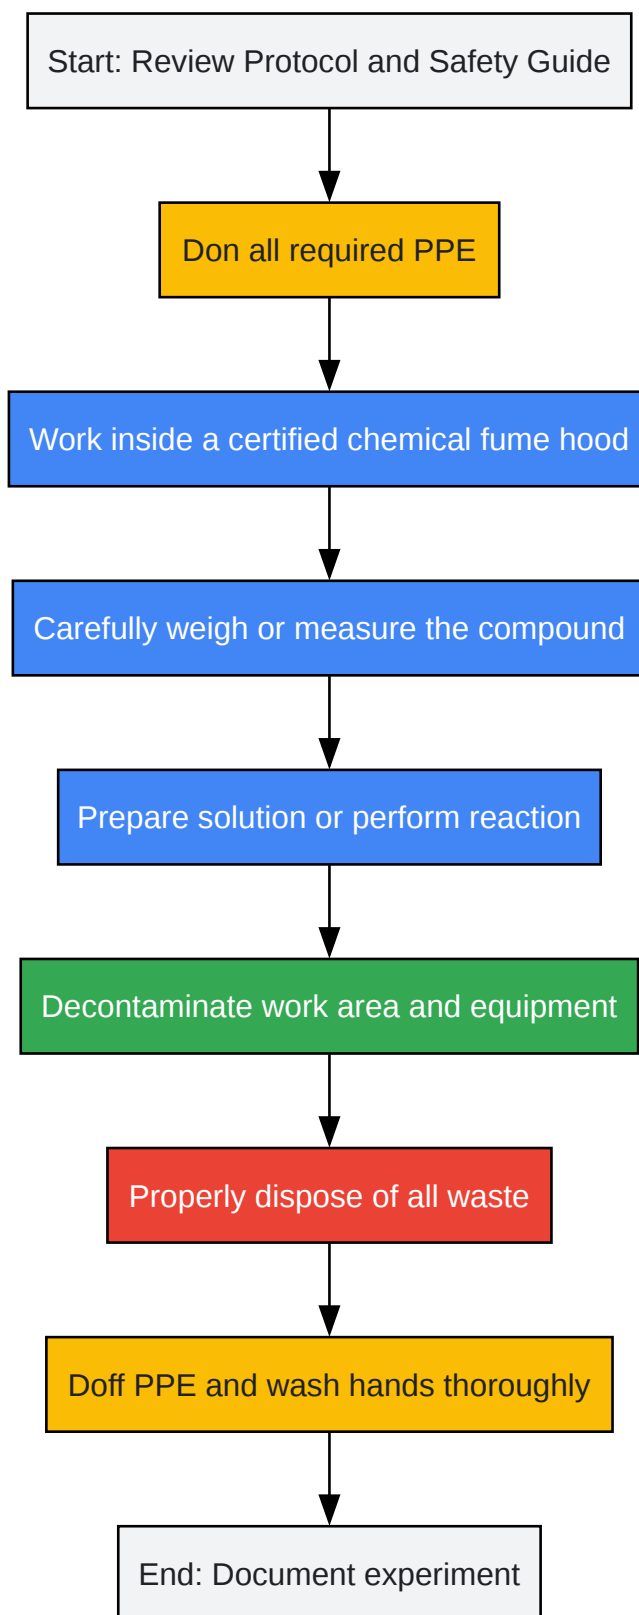 Start: Review Protocol and Safety Guide
Don all required PPE
Work inside a certified chemical fume hood
Carefully weigh or measure the compound
Prepare solution or perform reaction
Decontaminate work area and equipment
Properly dispose of all waste
Doff PPE and wash hands thoroughly
End: Document experiment